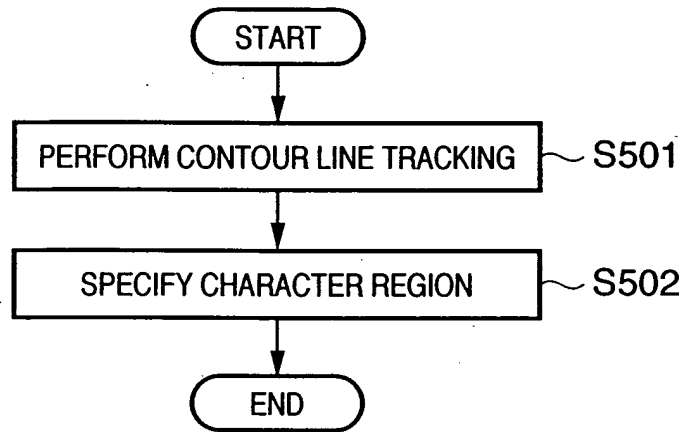 START
PERFORM CONTOUR LINE TRACKING S501
SPECIFY CHARACTER REGION S502
END